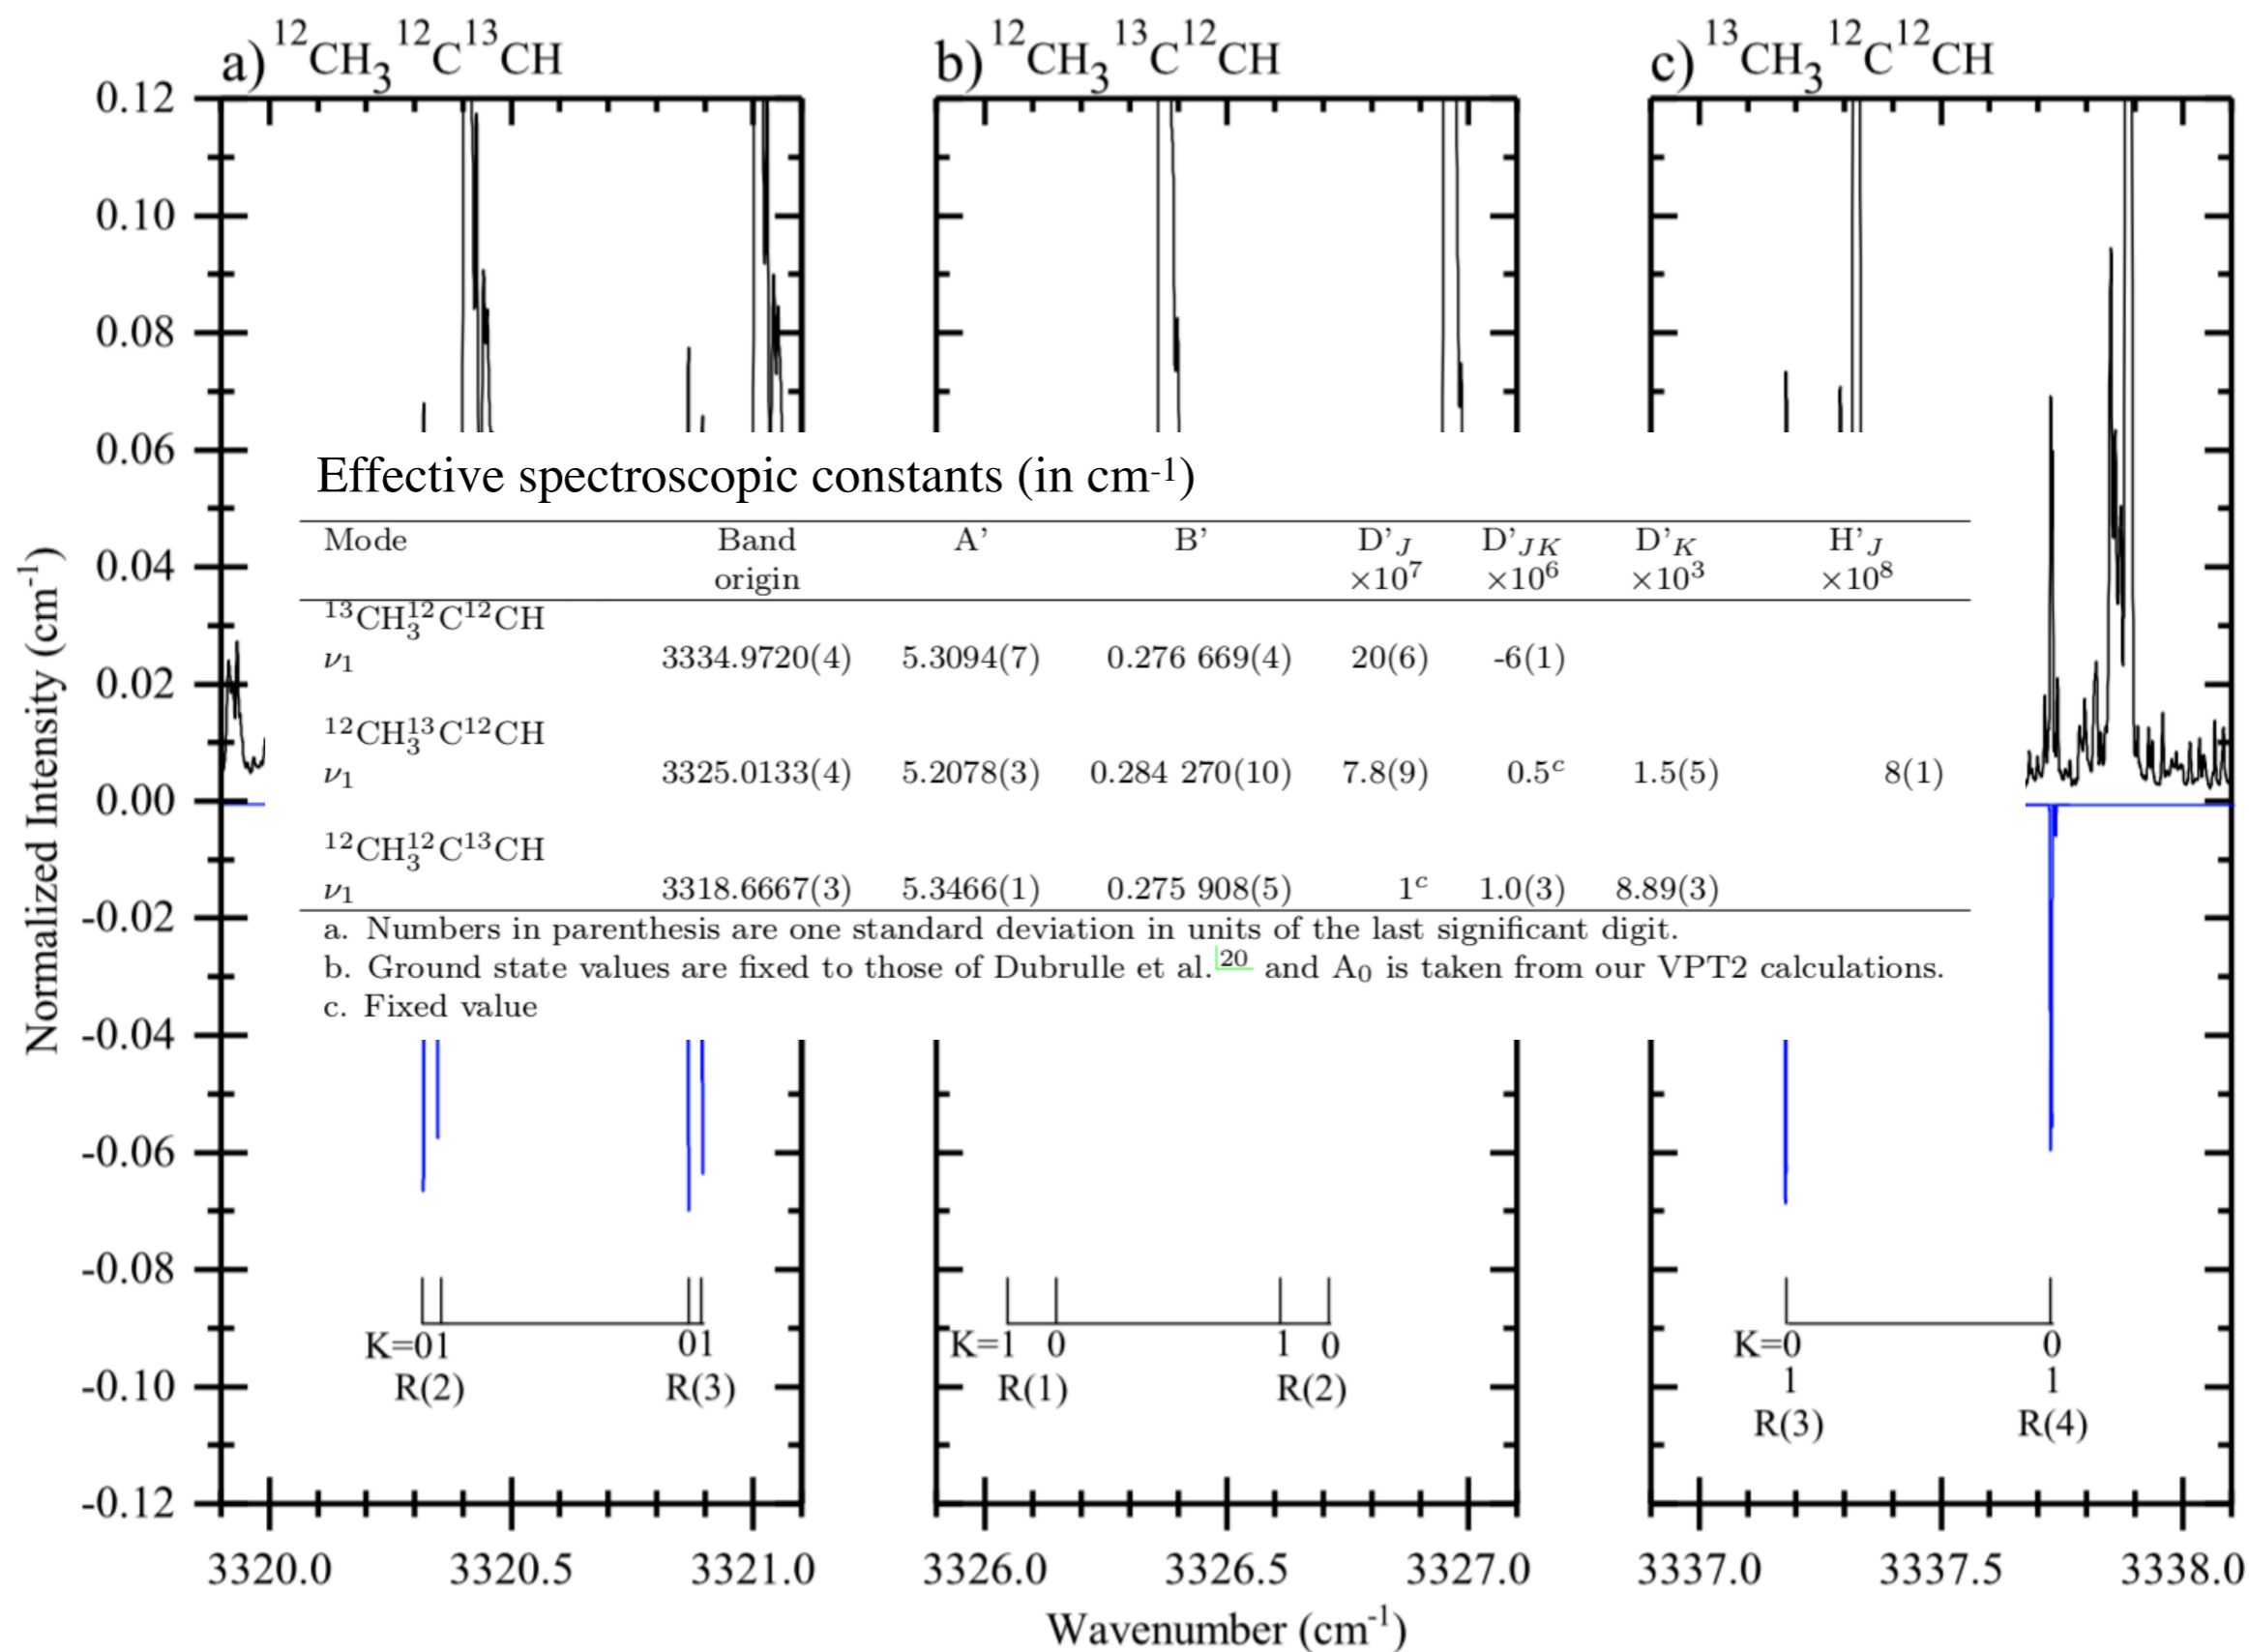 a) ¹²CH₃ ¹²C¹³CH
b) ¹²CH₃ ¹³C¹²CH
c) ¹³CH₃ ¹²C¹²CH
0.12
0.10
0.08
0.06
0.04
0.02
0.00
-0.02
-0.04
-0.06
-0.08
-0.10
-0.12
Normalized Intensity (cm⁻¹)
Effective spectroscopic constants (in cm-1)
Mode Band A' B' D'J D'JK D'K H'J
origin ×10⁷ ×10⁶ ×10³ ×10⁸
¹³CH₃¹²C¹²CH
ν₁ 3334.9720(4) 5.3094(7) 0.276 669(4) 20(6) -6(1)
¹²CH₃¹³C¹²CH
ν₁ 3325.0133(4) 5.2078(3) 0.284 270(10) 7.8(9) 0.5ᶜ 1.5(5) 8(1)
¹²CH₃¹²C¹³CH
ν₁ 3318.6667(3) 5.3466(1) 0.275 908(5) 1ᶜ 1.0(3) 8.89(3)
a. Numbers in parenthesis are one standard deviation in units of the last significant digit.
b. Ground state values are fixed to those of Dubrulle et al.²⁰ and A₀ is taken from our VPT2 calculations.
c. Fixed value
K=01 01
R(2) R(3)
K=1 0 1 0
R(1) R(2)
K=0 0
1 1
R(3) R(4)
3320.0 3320.5 3321.0
3326.0 3326.5 3327.0
3337.0 3337.5 3338.0
Wavenumber (cm⁻¹)